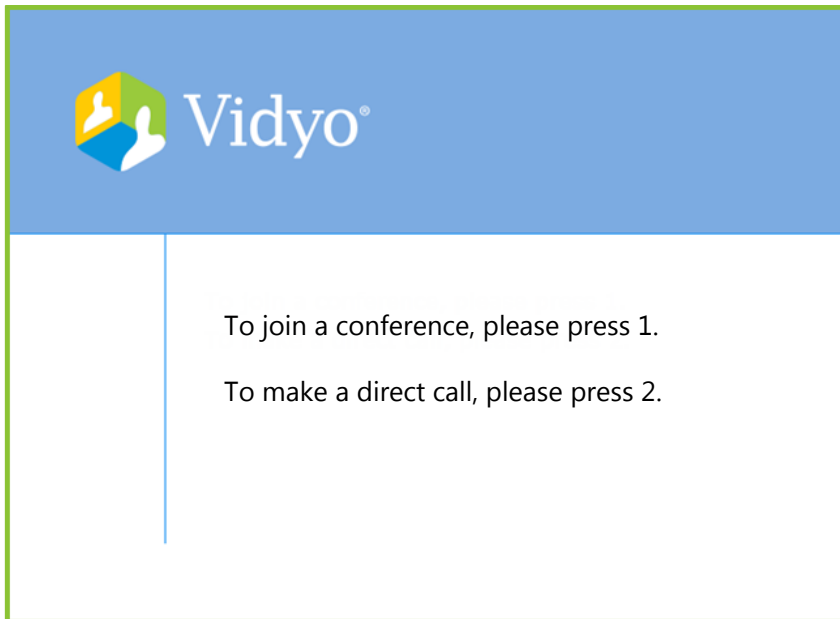 Vidyo®
To join a conference, please press 1.
To make a direct call, please press 2.